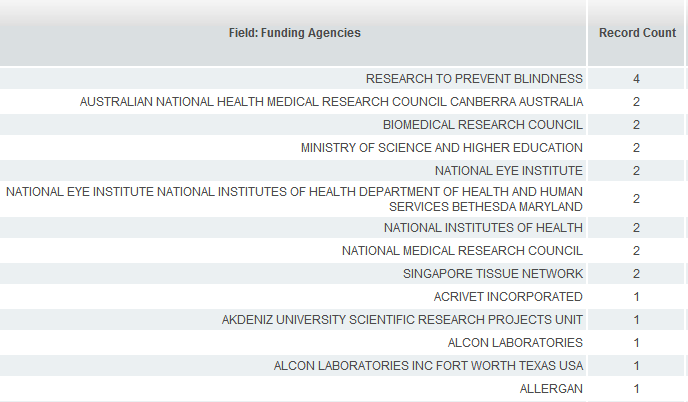 Field: Funding Agencies Record Count
RESEARCH TO PREVENT BLINDNESS 4
AUSTRALIAN NATIONAL HEALTH MEDICAL RESEARCH COUNCIL CANBERRA AUSTRALIA 2
BIOMEDICAL RESEARCH COUNCIL 2
MINISTRY OF SCIENCE AND HIGHER EDUCATION 2
NATIONAL EYE INSTITUTE 2
NATIONAL EYE INSTITUTE NATIONAL INSTITUTES OF HEALTH DEPARTMENT OF HEALTH AND HUMAN
SERVICES BETHESDA MARYLAND 2
NATIONAL INSTITUTES OF HEALTH 2
NATIONAL MEDICAL RESEARCH COUNCIL 2
SINGAPORE TISSUE NETWORK 2
ACRIVET INCORPORATED 1
AKDENIZ UNIVERSITY SCIENTIFIC RESEARCH PROJECTS UNIT 1
ALCON LABORATORIES 1
ALCON LABORATORIES INC FORT WORTH TEXAS USA 1
ALLERGAN 1